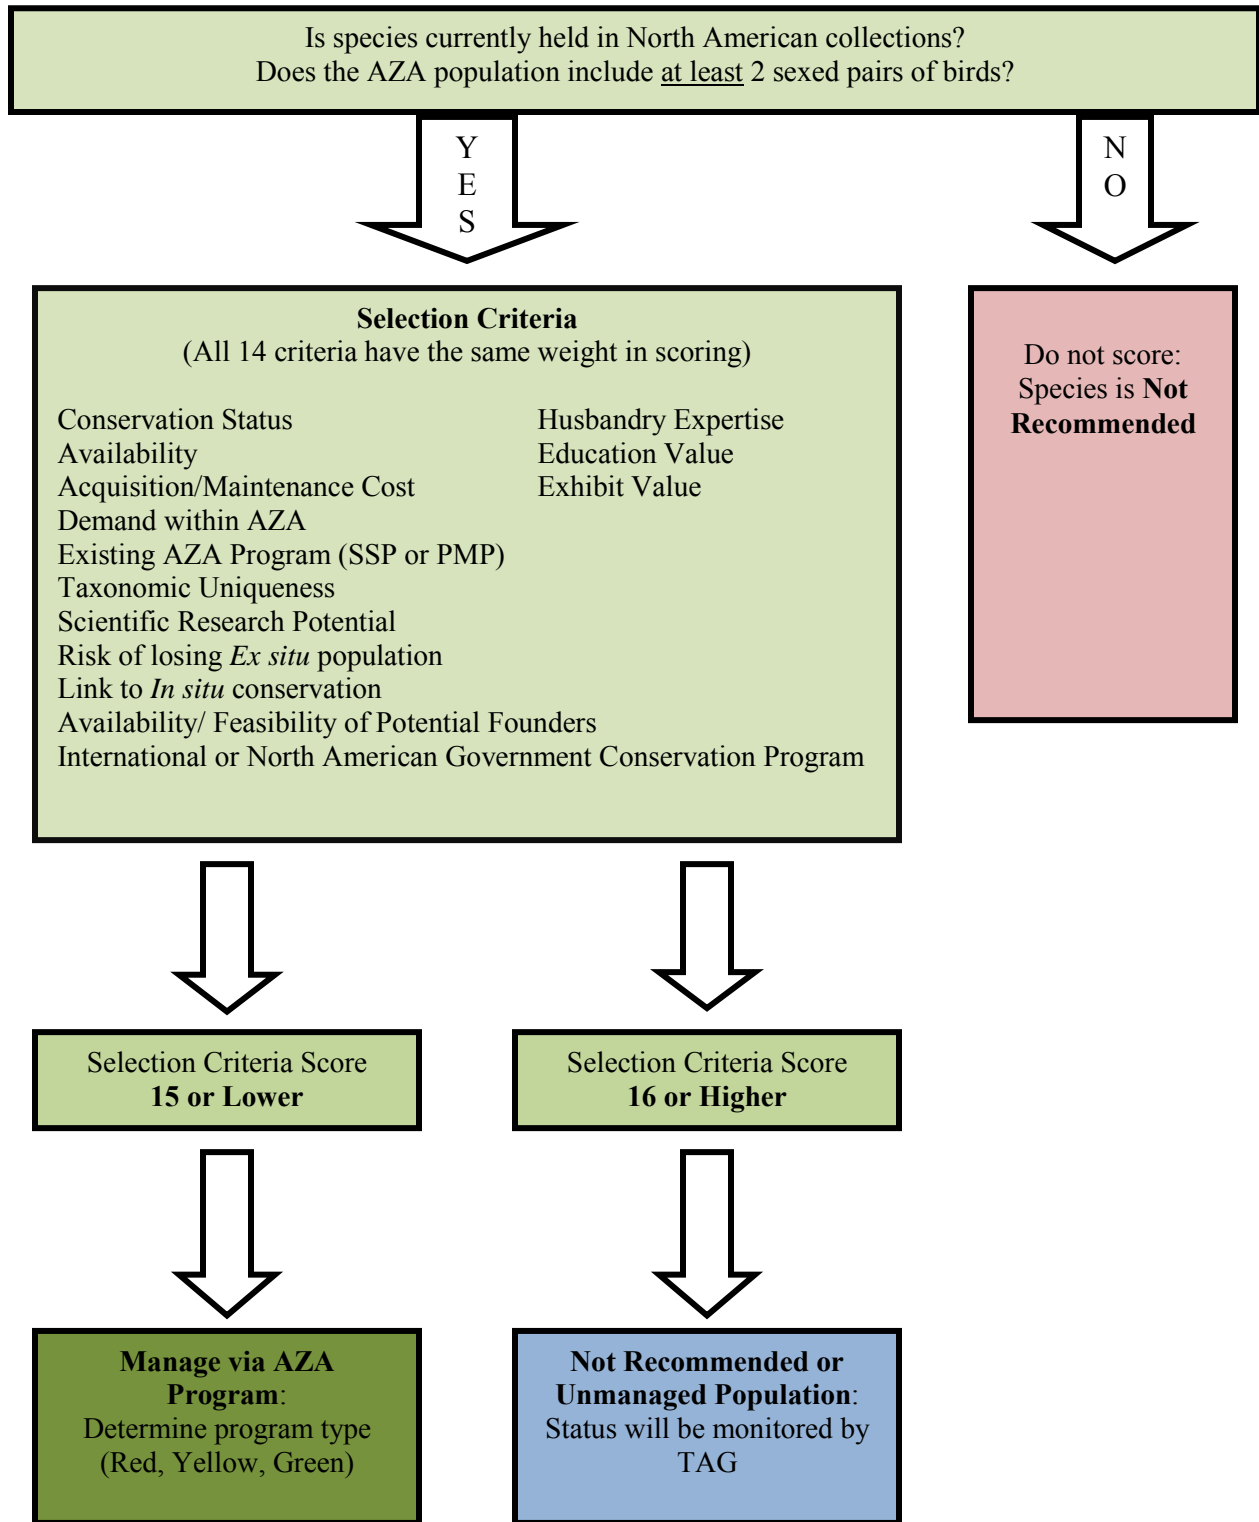 Is species currently held in North American collections?
Does the AZA population include at least 2 sexed pairs of birds?
Y
E
S
N
O
Selection Criteria
(All 14 criteria have the same weight in scoring)
Conservation Status
Availability
Acquisition/Maintenance Cost
Demand within AZA
Existing AZA Program (SSP or PMP)
Taxonomic Uniqueness
Scientific Research Potential
Risk of losing Ex situ population
Link to In situ conservation
Availability/ Feasibility of Potential Founders
International or North American Government Conservation Program
Husbandry Expertise
Education Value
Exhibit Value
Do not score:
Species is Not
Recommended
Selection Criteria Score
15 or Lower
Selection Criteria Score
16 or Higher
Manage via AZA
Program:
Determine program type
(Red, Yellow, Green)
Not Recommended or
Unmanaged Population:
Status will be monitored by
TAG